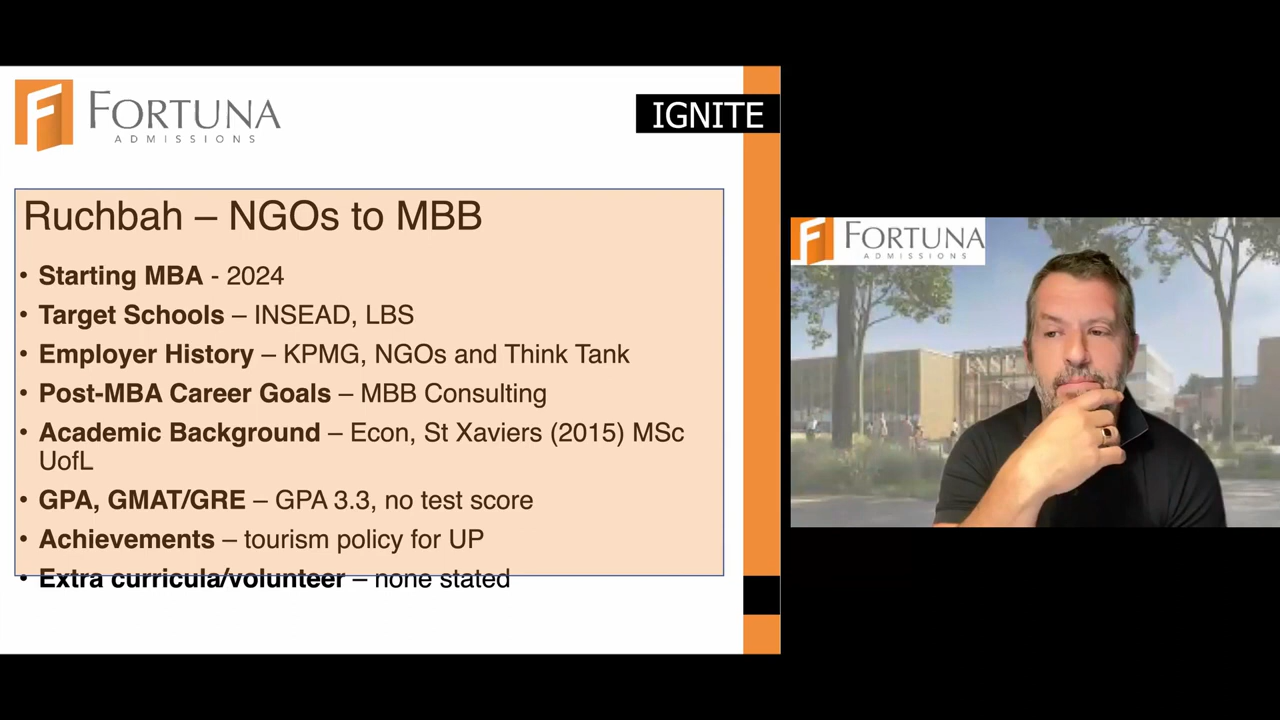 FORTUNA
ADMISSIONS
IGNITE
Ruchbah – NGOs to MBB
• Starting MBA - 2024
• Target Schools – INSEAD, LBS
• Employer History – KPMG, NGOs and Think Tank
• Post-MBA Career Goals – MBB Consulting
• Academic Background – Econ, St Xaviers (2015) MSc
UofL
• GPA, GMAT/GRE – GPA 3.3, no test score
• Achievements – tourism policy for UP
• Extra curricula/volunteer – none stated
FORTUNA
ADMISSIONS